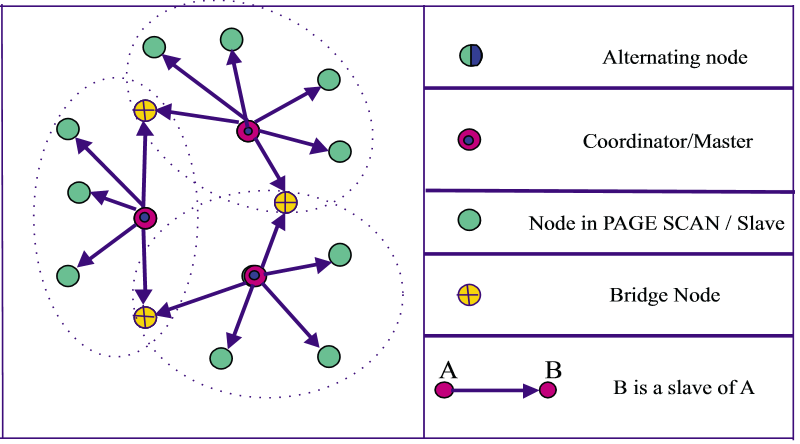 Alternating node
Coordinator/Master
Node in PAGE SCAN / Slave
Bridge Node
A B
B is a slave of A